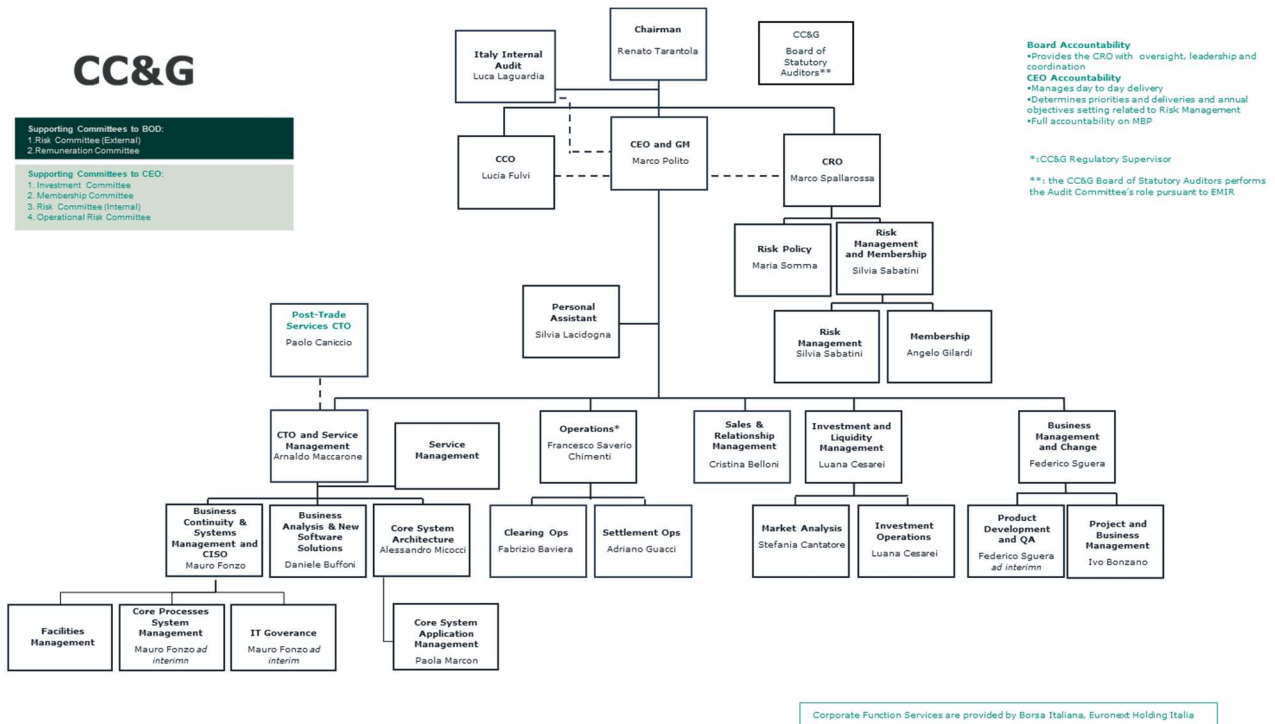 CC&G
Supporting Committees to BOD:
1.Risk Committee (External)
2.Remuneration Committee
Supporting Committees to CEO:
1. Investment Committee
2. Membership Committee
3. Risk Committee (Internal)
4. Operational Risk Committee
Italy Internal
Audit
Luca Laguardia
Chairman
Renato Tarantola
CC&G
Board of
Statutory
Auditors**
Board Accountability
•Provides the CRO with oversight, leadership and
coordination
CEO Accountability
•Manages day to day delivery
•Determines priorities and deliveries and annual
objectives setting related to Risk Management
•Full accountability on MBP
*:CC&G Regulatory Supervisor
**: the CC&G Board of Statutory Auditors performs
the Audit Committee's role pursuant to EMIR
CCO
Lucia Fulvi
CEO and GM
Marco Polito
CRO
Marco Spallarossa
Risk Policy
Maria Somma
Risk
Management
and Membership
Silvia Sabatini
Personal
Assistant
Silvia Lacidogna
Risk
Management
Silvia Sabatini
Membership
Angelo Gilardi
Post-Trade
Services CTO
Paolo Caniccio
CTO and Service
Management
Arnaldo Maccarone
Service
Management
Operations*
Francesco Saverio
Chimenti
Sales &
Relationship
Management
Cristina Belloni
Investment and
Liquidity
Management
Luana Cesarei
Business
Management
and Change
Federico Sguera
Business
Continuity &
Systems
Management and
CISO
Mauro Fonzo
Business
Analysis & New
Software
Solutions
Daniele Buffoni
Core System
Architecture
Alessandro Micocci
Clearing Ops
Fabrizio Baviera
Settlement Ops
Adriano Guacci
Market Analysis
Stefania Cantatore
Investment
Operations
Luana Cesarei
Product
Development
and QA
Federico Sguera
ad interimn
Project and
Business
Management
Ivo Bonzano
Facilities
Management
Core Processes
System
Management
Mauro Fonzo ad
interimn
IT Goverance
Mauro Fonzo ad
interim
Core System
Application
Management
Paola Marcon
Corporate Function Services are provided by Borsa Italiana, Euronext Holding Italia